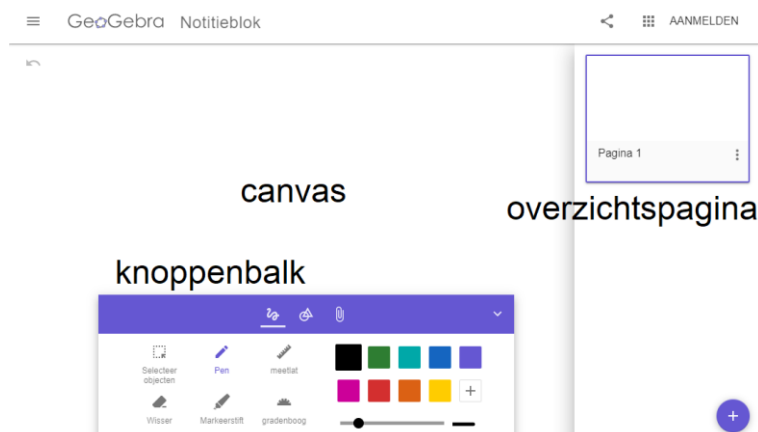 GeoGebra Notitieblok AANMELDEN
Pagina 1
canvas
overzichtspagina
knoppenbalk
Selecteer objecten
Pen
meetlat
Wisser
Markeerstift
gradenboog